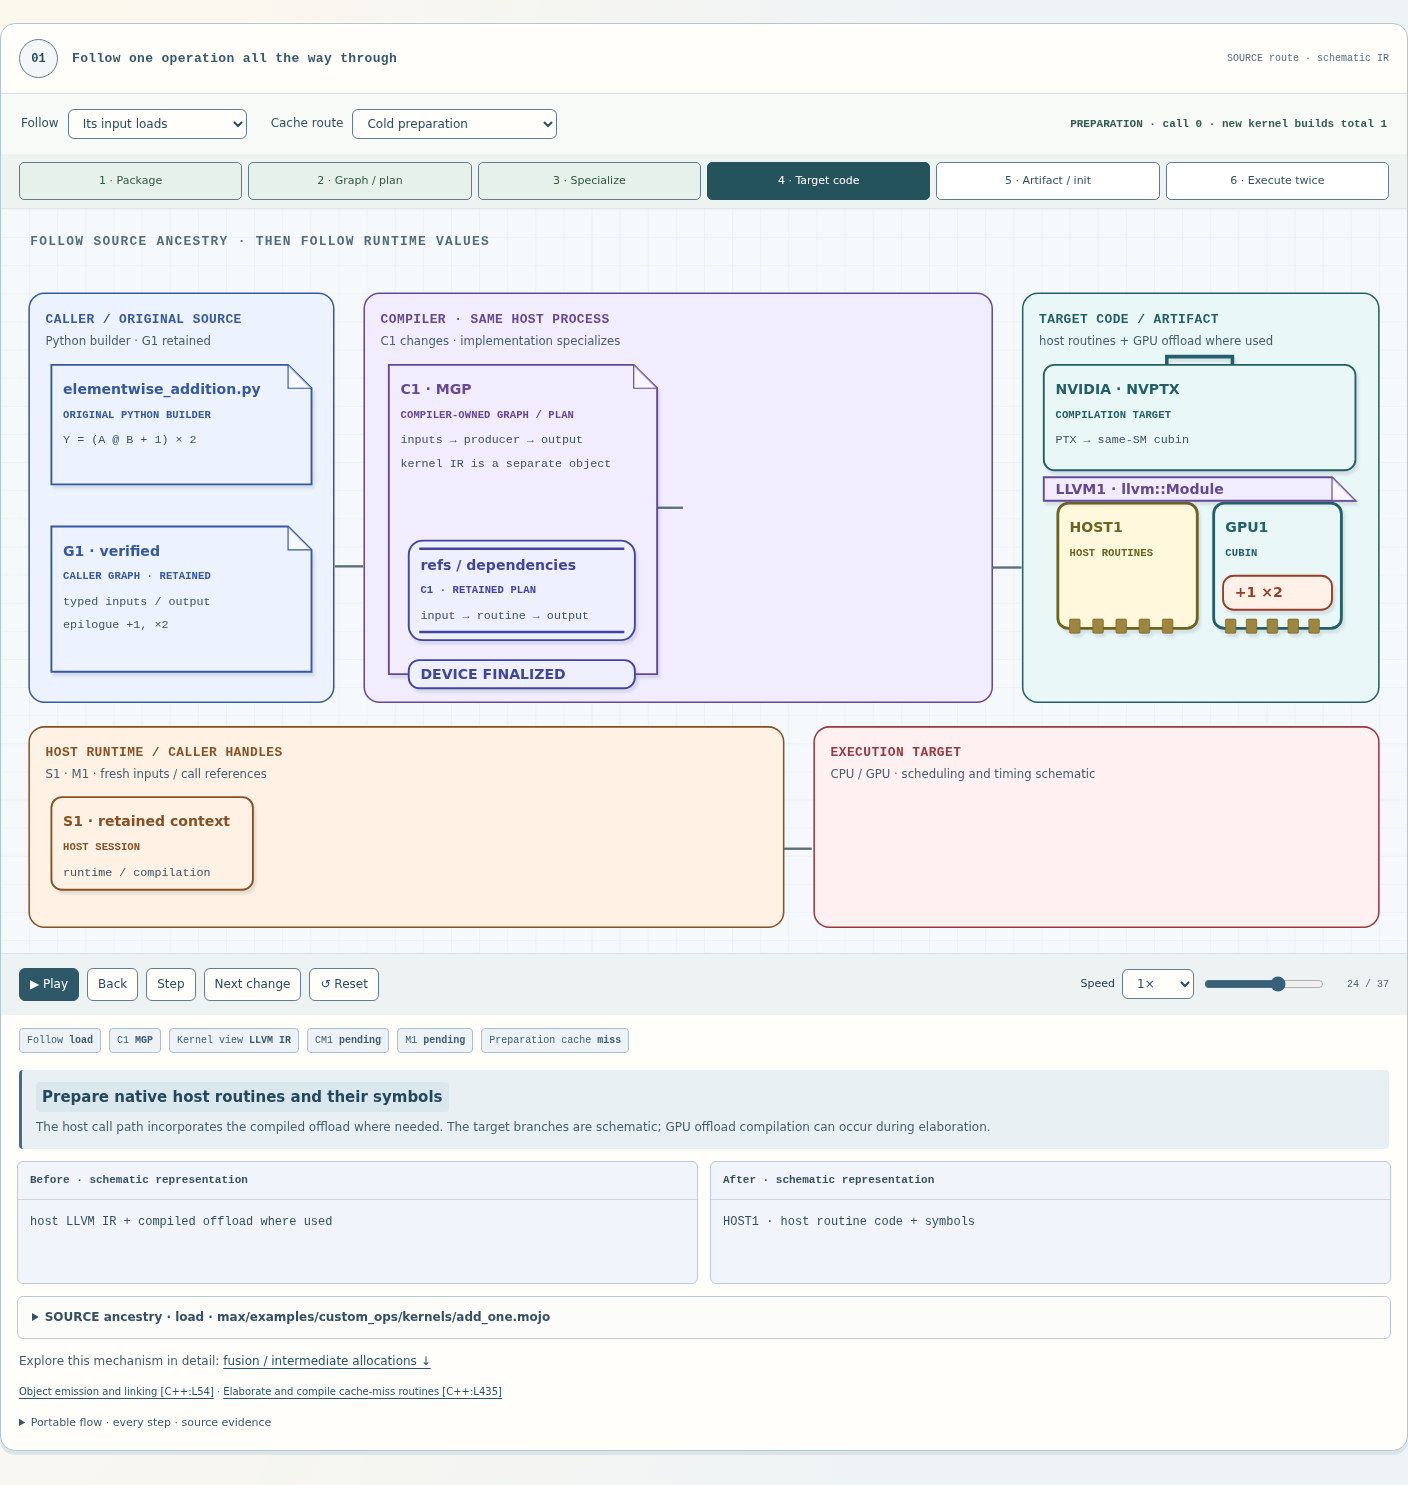 01 Follow one operation all the way through
SOURCE route · schematic IR
Follow Its input loads Cache route Cold preparation
PREPARATION · call 0 · new kernel builds total 1
1 · Package
2 · Graph / plan
3 · Specialize
4 · Target code
5 · Artifact / init
6 · Execute twice
FOLLOW SOURCE ANCESTRY · THEN FOLLOW RUNTIME VALUES
CALLER / ORIGINAL SOURCE
Python builder · G1 retained
elementwise_addition.py
ORIGINAL PYTHON BUILDER
Y = (A @ B + 1) × 2
G1 · verified
CALLER GRAPH · RETAINED
typed inputs / output
epilogue +1, ×2
COMPILER · SAME HOST PROCESS
C1 changes · implementation specializes
C1 · MGP
COMPILER-OWNED GRAPH / PLAN
inputs → producer → output
kernel IR is a separate object
refs / dependencies
C1 · RETAINED PLAN
input → routine → output
DEVICE FINALIZED
TARGET CODE / ARTIFACT
host routines + GPU offload where used
NVIDIA · NVPTX
COMPILATION TARGET
PTX → same-SM cubin
LLVM1 · llvm::Module
HOST1
HOST ROUTINES
GPU1
CUBIN
+1 ×2
HOST RUNTIME / CALLER HANDLES
S1 · M1 · fresh inputs / call references
S1 · retained context
HOST SESSION
runtime / compilation
EXECUTION TARGET
CPU / GPU · scheduling and timing schematic
▶ Play
Back
Step
Next change
↺ Reset
Speed 1×
24 / 37
Follow load
C1 MGP
Kernel view LLVM IR
CM1 pending
M1 pending
Preparation cache miss
Prepare native host routines and their symbols
The host call path incorporates the compiled offload where needed. The target branches are schematic; GPU offload compilation can occur during elaboration.
Before · schematic representation
host LLVM IR + compiled offload where used
After · schematic representation
HOST1 · host routine code + symbols
▶ SOURCE ancestry · load · max/examples/custom_ops/kernels/add_one.mojo
Explore this mechanism in detail: fusion / intermediate allocations ↓
Object emission and linking [C++:L54] · Elaborate and compile cache-miss routines [C++:L435]
▶ Portable flow · every step · source evidence